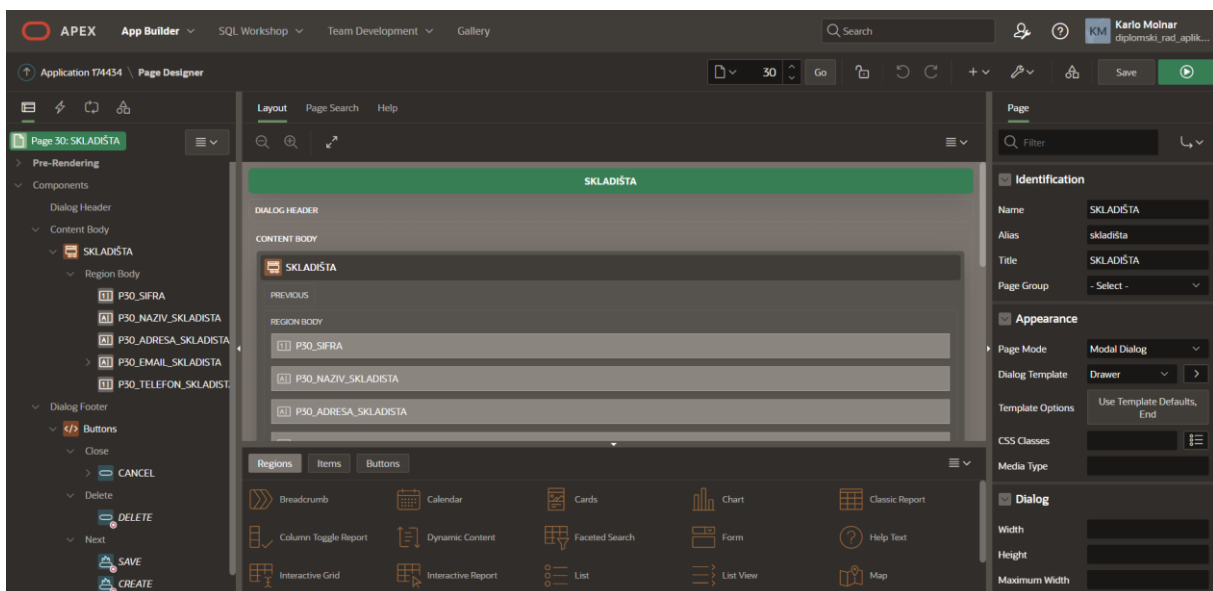 APEX App Builder SQL Workshop Team Development Gallery Search KM Karlo Molnar
diplomski_rad_aplik...
Application 174434 \ Page Designer 30 Go Save
Layout Page Search Help
Page
Page 30: SKLADIŠTA
Pre-Rendering
Components
Dialog Header
Content Body
SKLADIŠTA
Region Body
P30_SIFRA
P30_NAZIV_SKLADISTA
P30_ADRESA_SKLADISTA
P30_EMAIL_SKLADISTA
P30_TELEFON_SKLADIST.
Dialog Footer
Buttons
Close
CANCEL
Delete
DELETE
Next
SAVE
CREATE
SKLADIŠTA
DIALOG HEADER
CONTENT BODY
SKLADIŠTA
PREVIOUS
REGION BODY
P30_SIFRA
P30_NAZIV_SKLADISTA
P30_ADRESA_SKLADISTA
Regions Items Buttons
Breadcrumb Calendar Cards Chart Classic Report
Column Toggle Report Dynamic Content Faceted Search Form Help Text
Interactive Grid Interactive Report List List View Map
Filter
Identification
Name SKLADIŠTA
Alias skladišta
Title SKLADIŠTA
Page Group - Select -
Appearance
Page Mode Modal Dialog
Dialog Template Drawer
Template Options Use Template Defaults,
End
CSS Classes
Media Type
Dialog
Width
Height
Maximum Width